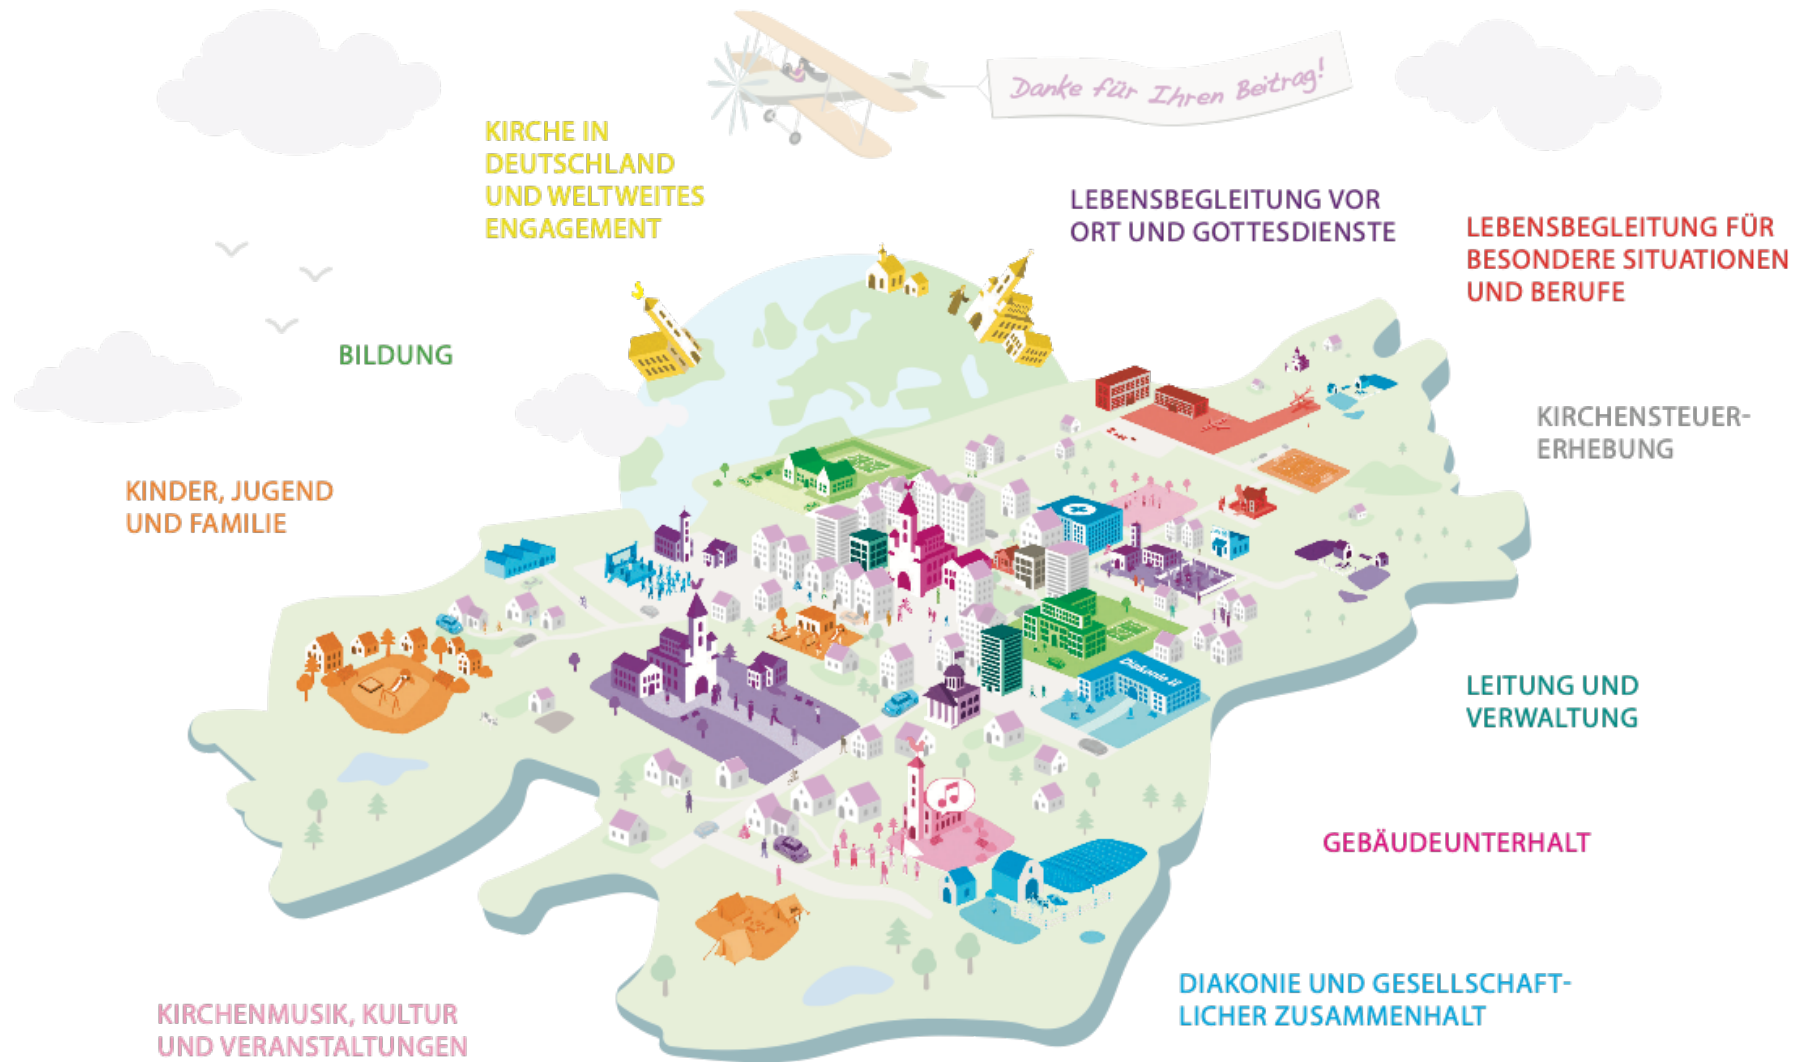 Danke für Ihren Beitrag!
KIRCHE IN
DEUTSCHLAND
UND WELTWEITES
ENGAGEMENT
LEBENSBEGLEITUNG VOR
ORT UND GOTTESDIENSTE
LEBENSBEGLEITUNG FÜR
BESONDERE SITUATIONEN
UND BERUFE
BILDUNG
KIRCHENSTEUER-
ERHEBUNG
KINDER, JUGEND
UND FAMILIE
Diakonie
LEITUNG UND
VERWALTUNG
GEBÄUDEUNTERHALT
DIAKONIE UND GESELLSCHAFT-
LICHER ZUSAMMENHALT
KIRCHENMUSIK, KULTUR
UND VERANSTALTUNGEN